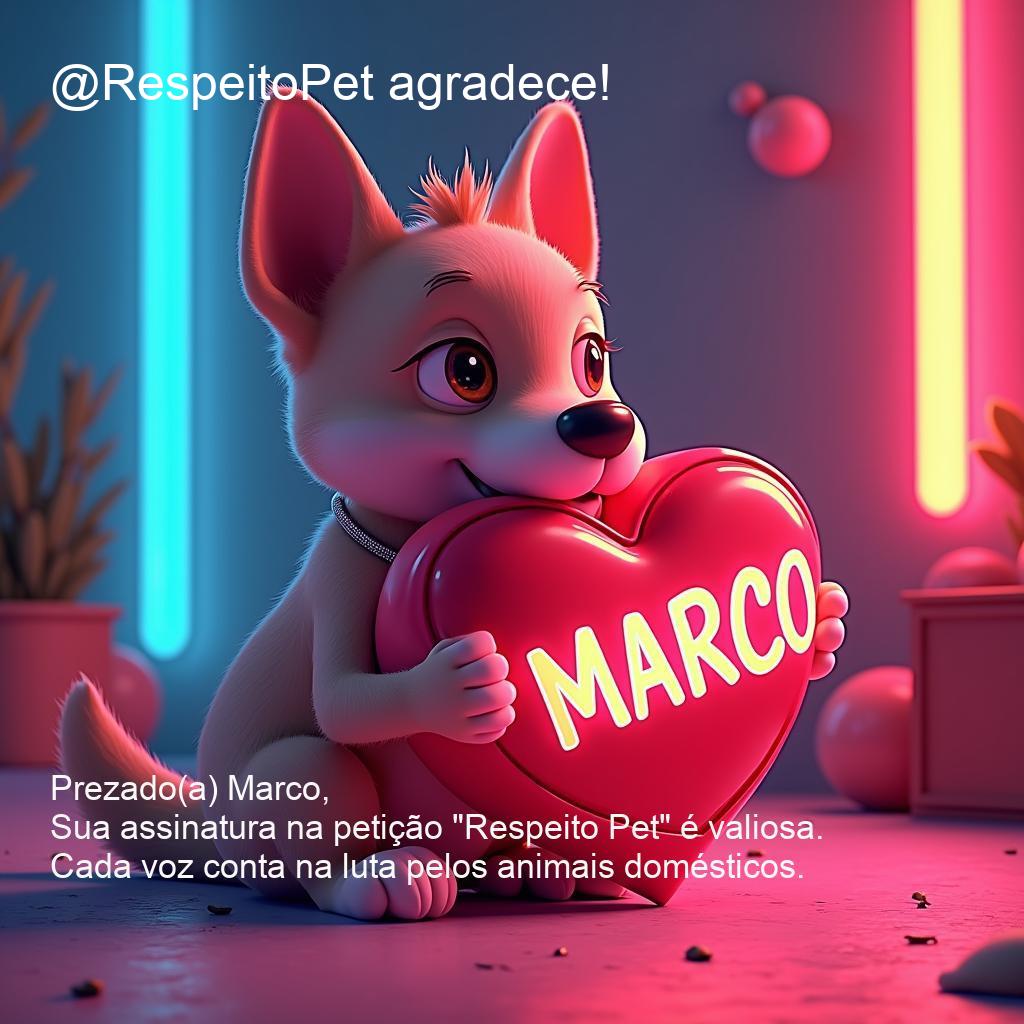 @RespeitoPet agradece!
MARCO
Prezado(a) Marco,
Sua assinatura na petição "Respeito Pet" é valiosa.
Cada voz conta na luta pelos animais domésticos.